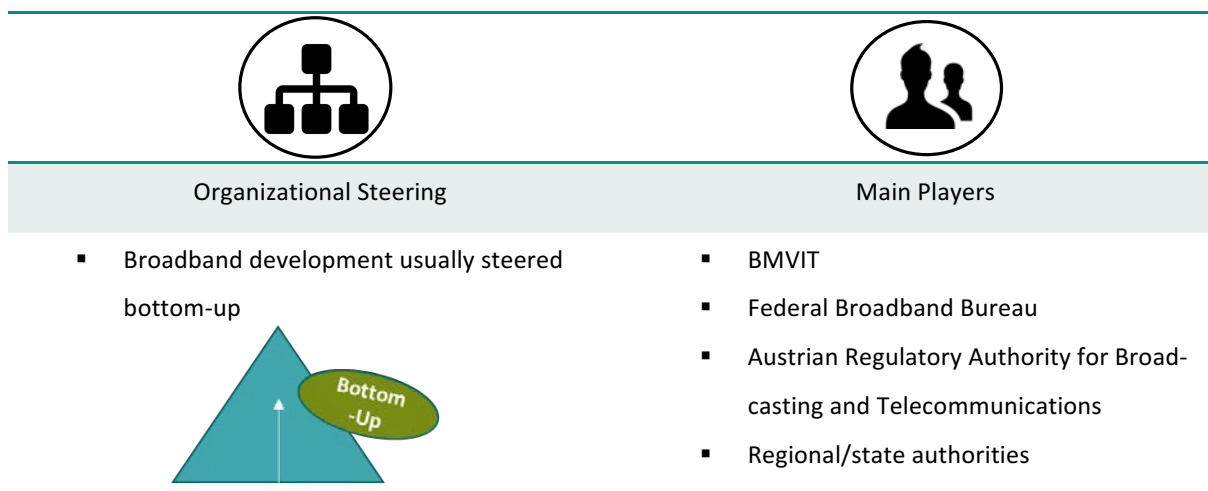 Organizational Steering
Main Players
▪ Broadband development usually steered
bottom-up
Bottom
-Up
▪ BMVIT
▪ Federal Broadband Bureau
▪ Austrian Regulatory Authority for Broad-
casting and Telecommunications
▪ Regional/state authorities